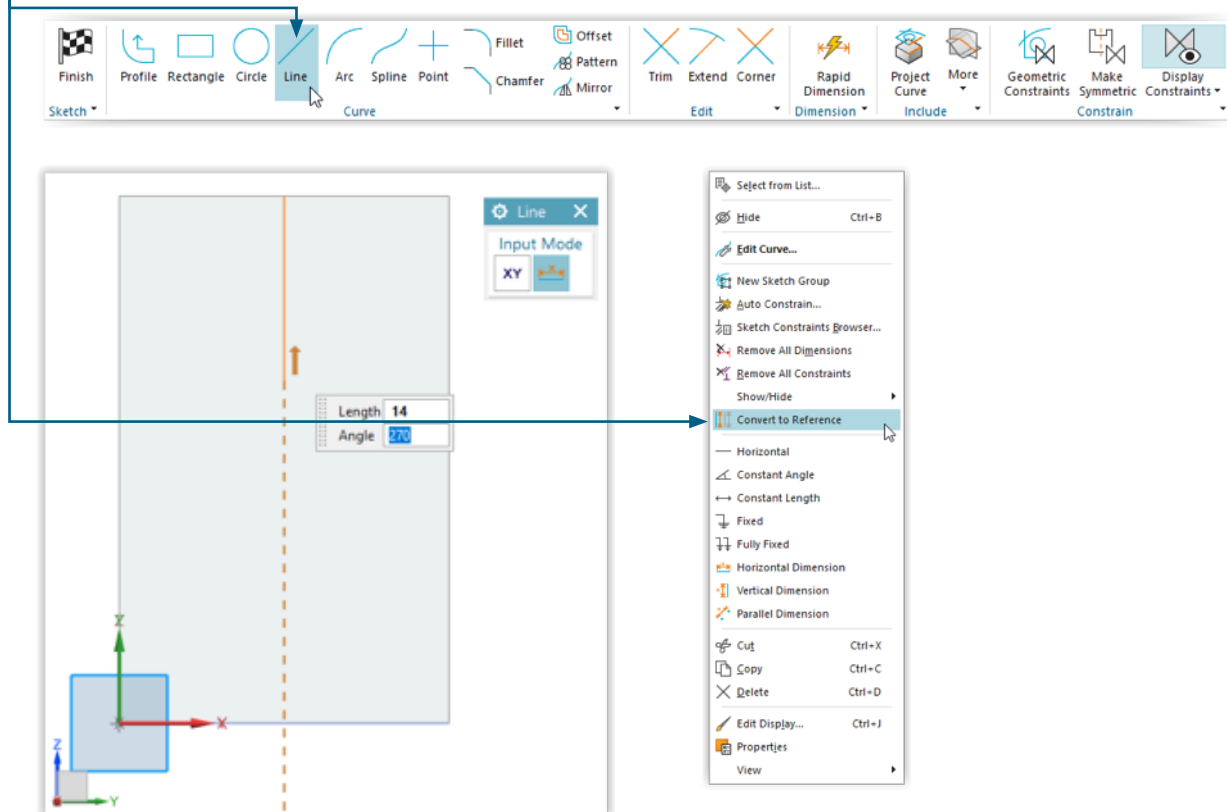 Finish
Profile Rectangle Circle Line Arc Spline Point
Fillet
Chamfer
Offset
Pattern
Mirror
Trim Extend Corner
Rapid
Dimension
Project
Curve
More
Geometric
Constraints
Make
Symmetric
Display
Constraints
Sketch Curve Edit Dimension Include Constrain
Line X
Input Mode
XY
Length 14
Angle 270
Z
X
Z
Y
Select from List...
Hide Ctrl+B
Edit Curve...
New Sketch Group
Auto Constrain...
Sketch Constraints Browser...
Remove All Dimensions
Remove All Constraints
Show/Hide
Convert to Reference
Horizontal
Constant Angle
Constant Length
Fixed
Fully Fixed
Horizontal Dimension
Vertical Dimension
Parallel Dimension
Cut Ctrl+X
Copy Ctrl+C
Delete Ctrl+D
Edit Display... Ctrl+J
Properties
View